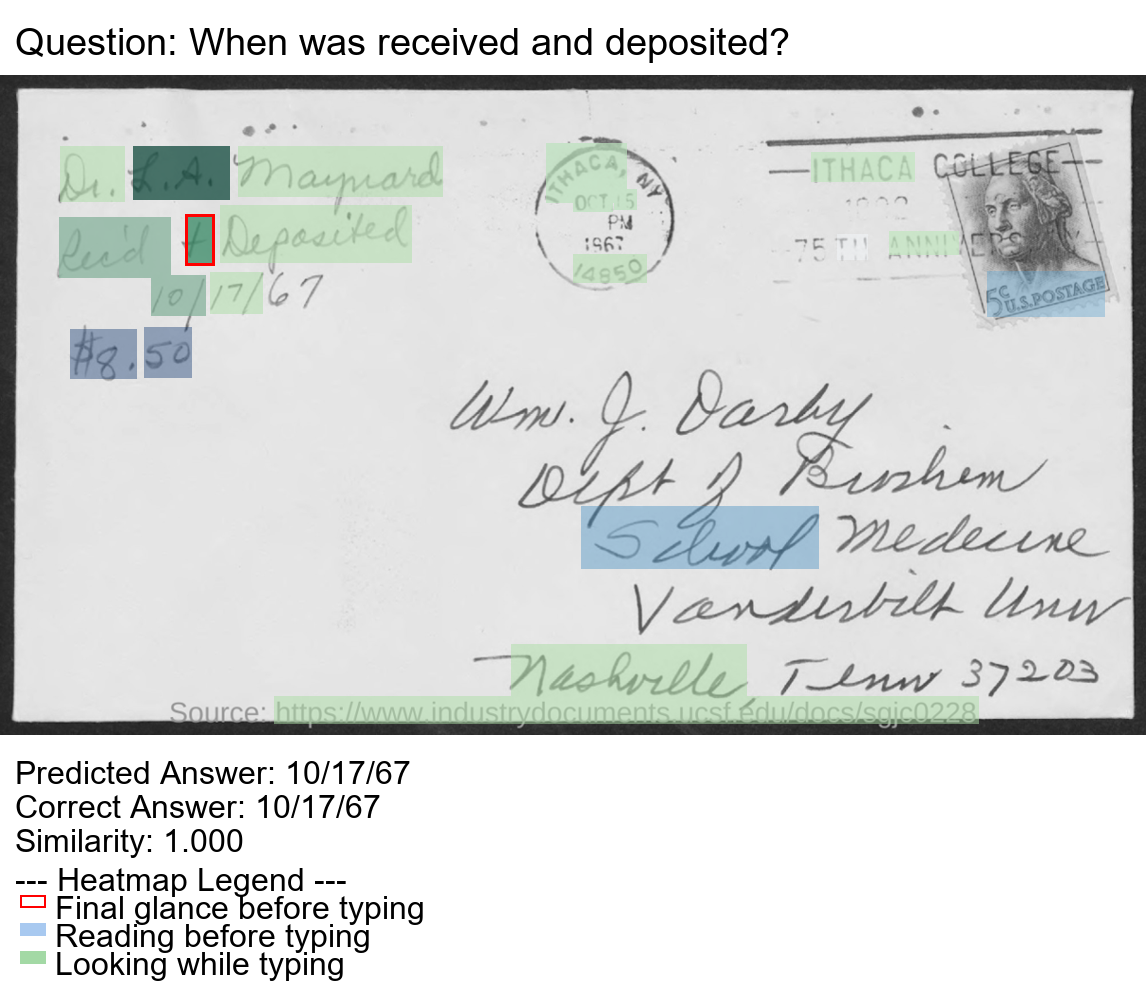 Question: When was received and deposited?
Dr. L.A. Maynard
Rec'd + Deposited
10/17/67
$8.50
ITHACA, NY
OCT 15
PM
1967
14850
ITHACA COLLEGE
75 TH ANNIVERS
5¢
U.S. POSTAGE
Wm. J. Darby
Dept of Biochem
School Medecine
Vanderbilt Univ
Nashville, Tenn 37203
Source: https://www.industrydocuments.ucsf.edu/docs/sgjc0228
Predicted Answer: 10/17/67
Correct Answer: 10/17/67
Similarity: 1.000
--- Heatmap Legend ---
Final glance before typing
Reading before typing
Looking while typing